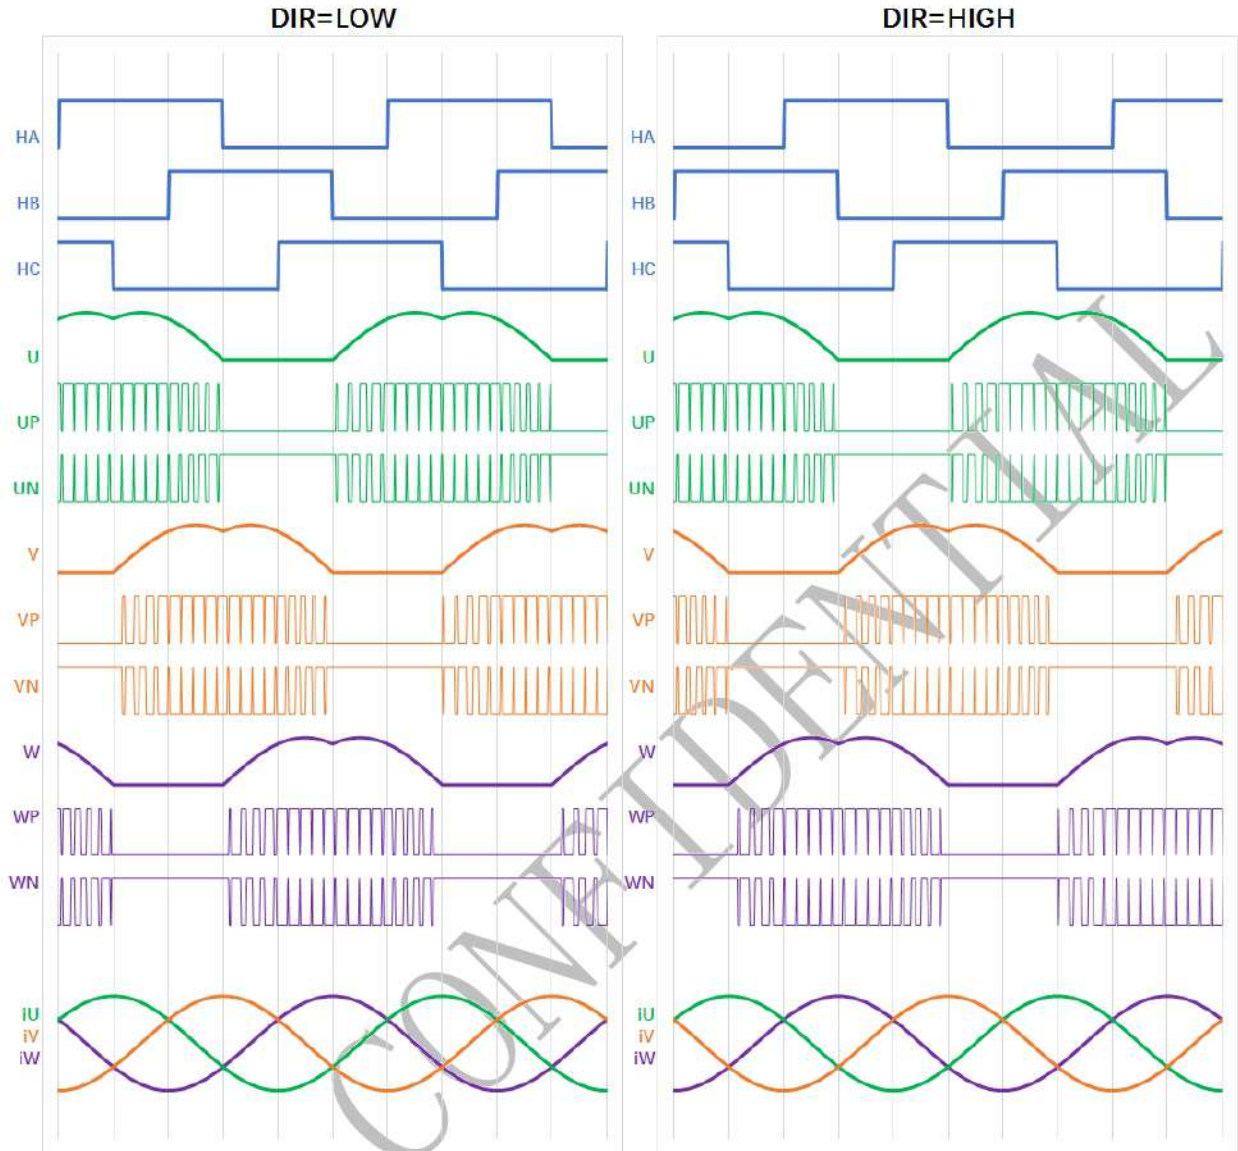 DIR=LOW
DIR=HIGH
HA
HB
HC
U
UP
UN
V
VP
VN
W
WP
WN
iU
iV
iW
HA
HB
HC
U
UP
UN
V
VP
VN
W
WP
WN
iU
iV
iW
CONFIDENTIAL